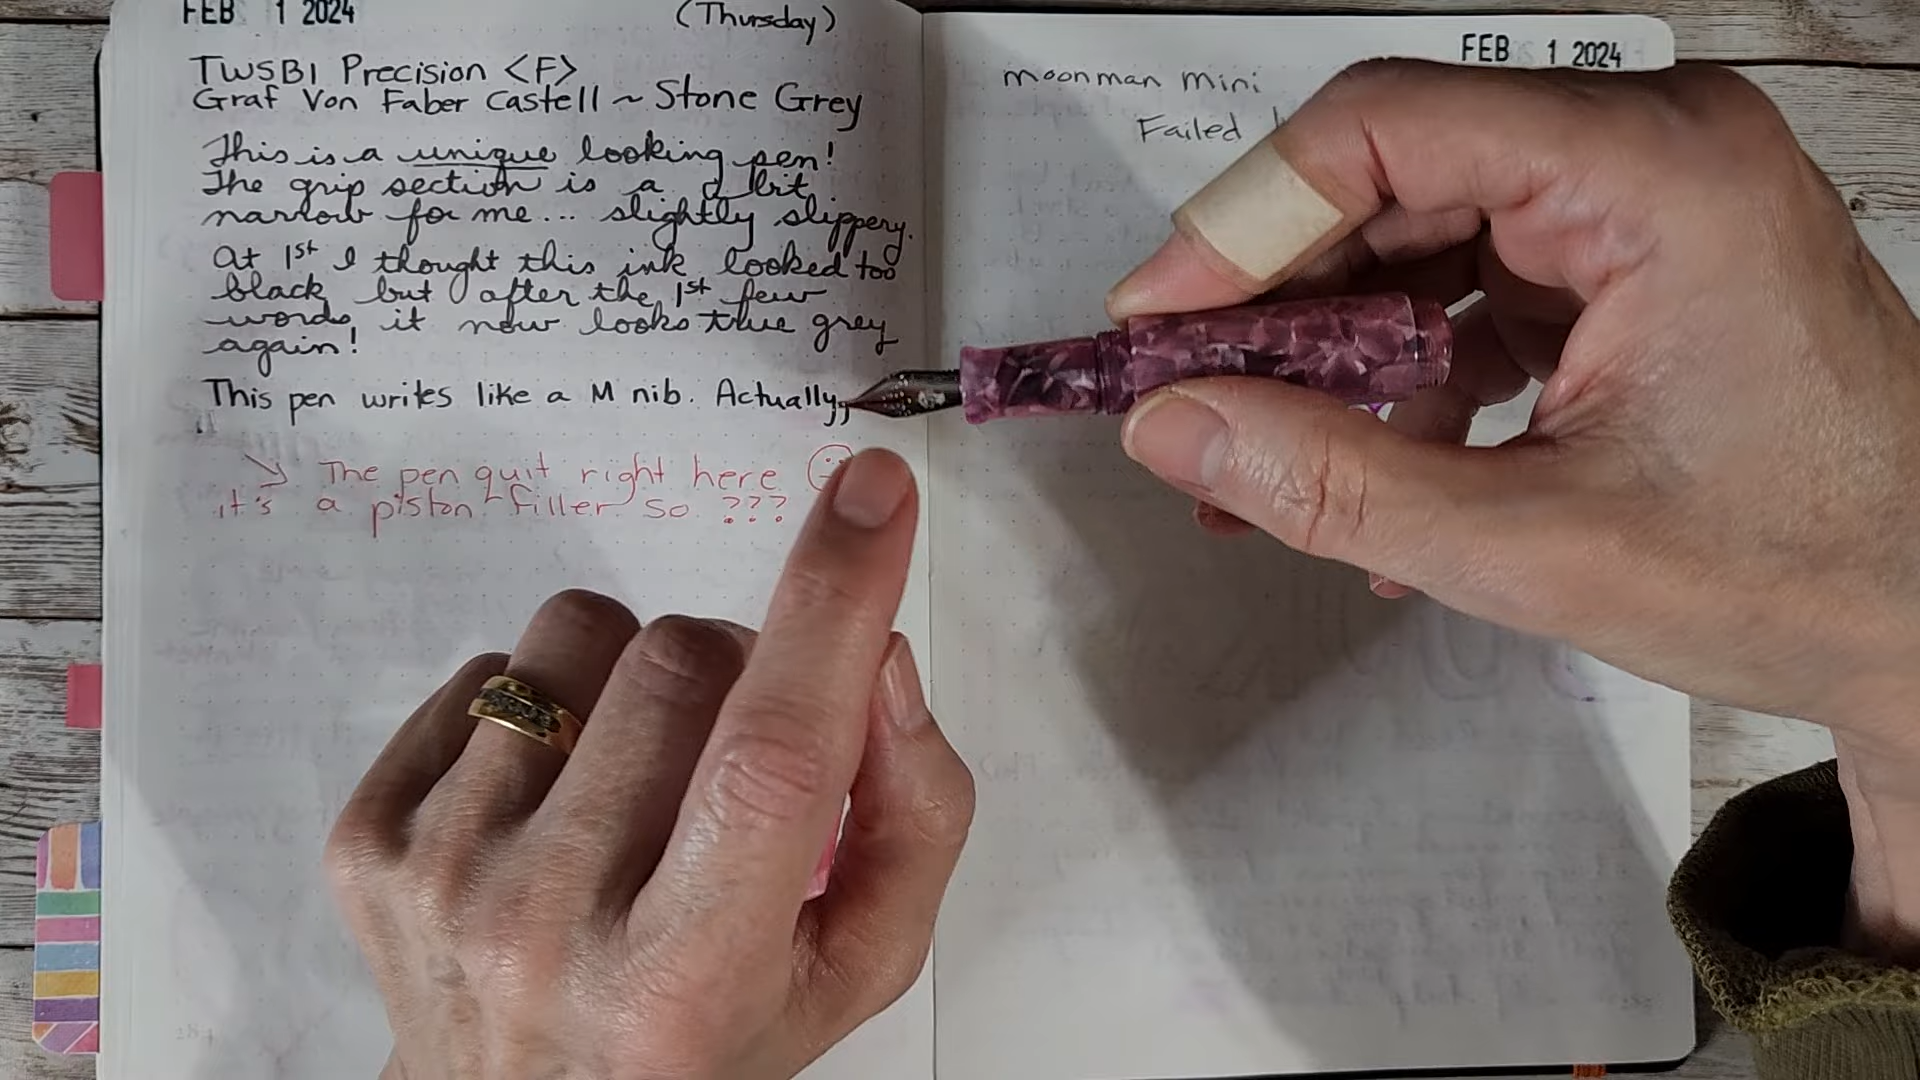 FEB 1 2024
(Thursday)
TWSBI Precision <F>
Graf Von Faber Castell ~ Stone Grey
This is a unique looking pen!
The grip section is a bit
narrow for me... slightly slippery.
At 1st I thought this ink looked too
black, but after the 1st few
words, it now looks true grey
again!
This pen writes like a M nib. Actually,
The pen quit right here
it's a piston filler so ???
FEB 1 2024
moonman mini
Failed